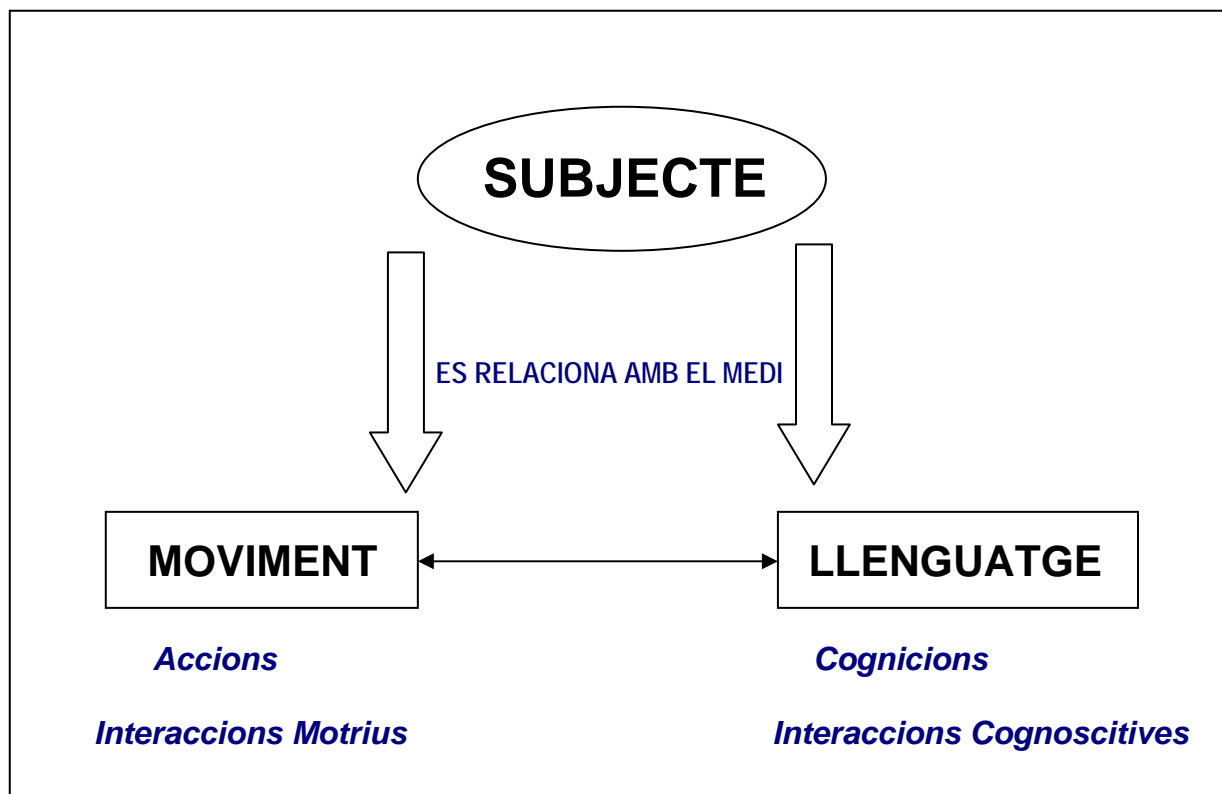 SUBJECTE
ES RELACIONA AMB EL MEDI
MOVIMENT
LLENGUATGE
Accions
Cognicions
Interaccions Motrius
Interaccions Cognoscitives